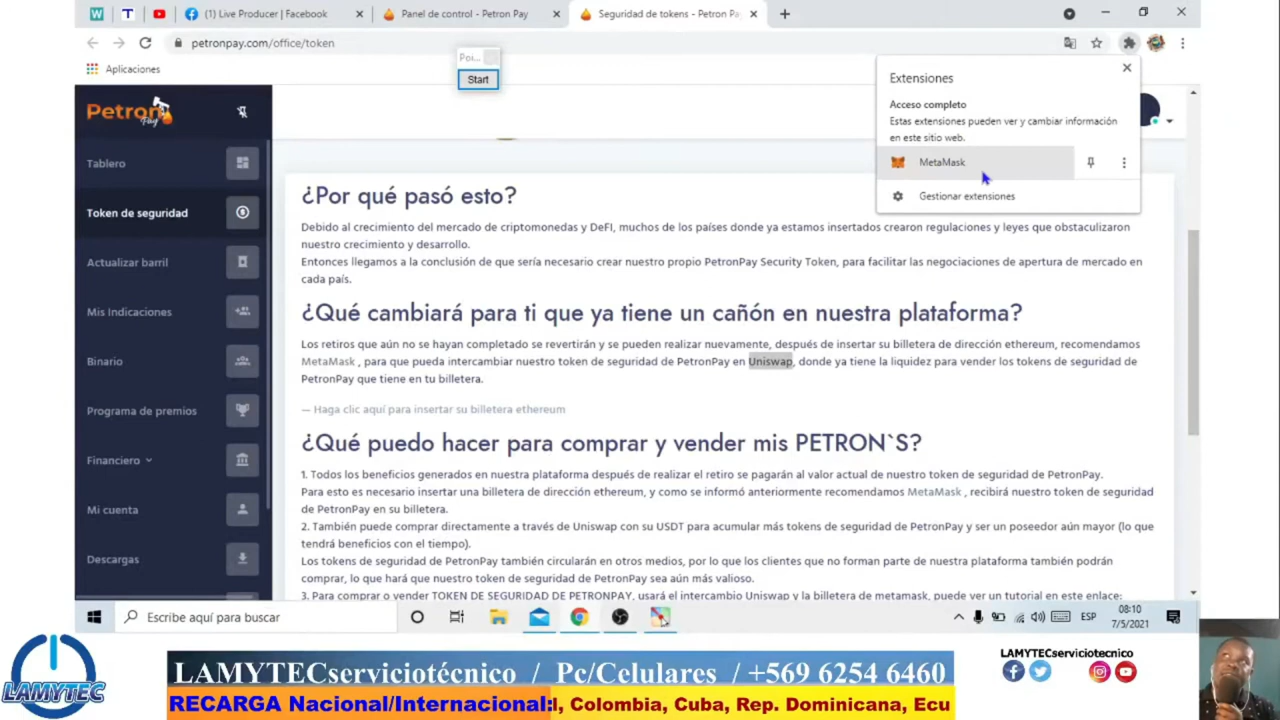 (1) Live Producer | Facebook
Panel de control - Petron Pay
Seguridad de tokens - Petron Pa
petronpay.com/office/token
Aplicaciones
Poi...
Start
Extensiones
Acceso completo
Estas extensiones pueden ver y cambiar información
en este sitio web.
MetaMask
Gestionar extensiones
Petron
Pay
Tablero
Token de seguridad
Actualizar barril
Mis Indicaciones
Binario
Programa de premios
Financiero
Mi cuenta
Descargas
¿Por qué pasó esto?
Debido al crecimiento del mercado de criptomonedas y DeFI, muchos de los países donde ya estamos insertados crearon regulaciones y leyes que obstaculizaron
nuestro crecimiento y desarrollo.
Entonces llegamos a la conclusión de que sería necesario crear nuestro propio PetronPay Security Token, para facilitar las negociaciones de apertura de mercado en
cada país.
¿Qué cambiará para ti que ya tiene un cañón en nuestra plataforma?
Los retiros que aún no se hayan completado se revertirán y se pueden realizar nuevamente, después de insertar su billetera de dirección ethereum, recomendamos
MetaMask , para que pueda intercambiar nuestro token de seguridad de PetronPay en Uniswap, donde ya tiene la liquidez para vender los tokens de seguridad de
PetronPay que tiene en tu billetera.
— Haga clic aquí para insertar su billetera ethereum
¿Qué puedo hacer para comprar y vender mis PETRON`S?
1. Todos los beneficios generados en nuestra plataforma después de realizar el retiro se pagarán al valor actual de nuestro token de seguridad de PetronPay.
Para esto es necesario insertar una billetera de dirección ethereum, y como se informó anteriormente recomendamos MetaMask , recibirá nuestro token de seguridad
de PetronPay en su billetera.
2. También puede comprar directamente a través de Uniswap con su USDT para acumular más tokens de seguridad de PetronPay y ser un poseedor aún mayor (lo que
tendrá beneficios con el tiempo).
Los tokens de seguridad de PetronPay también circularán en otros medios, por lo que los clientes que no forman parte de nuestra plataforma también podrán
comprar, lo que hará que nuestro token de seguridad de PetronPay sea aún más valioso.
3. Para comprar o vender TOKEN DE SEGURIDAD DE PETRONPAY, usará el intercambio Uniswap y la billetera de metamask, puede ver un tutorial en este enlace:
Escribe aquí para buscar
ESP
08:10
7/5/2021
LAMYTEC
LAMYTECserviciotécnico / Pc/Celulares / +569 6254 6460
RECARGA Nacional/Internacional: l, Colombia, Cuba, Rep. Dominicana, Ecu
LAMYTECserviciotecnico